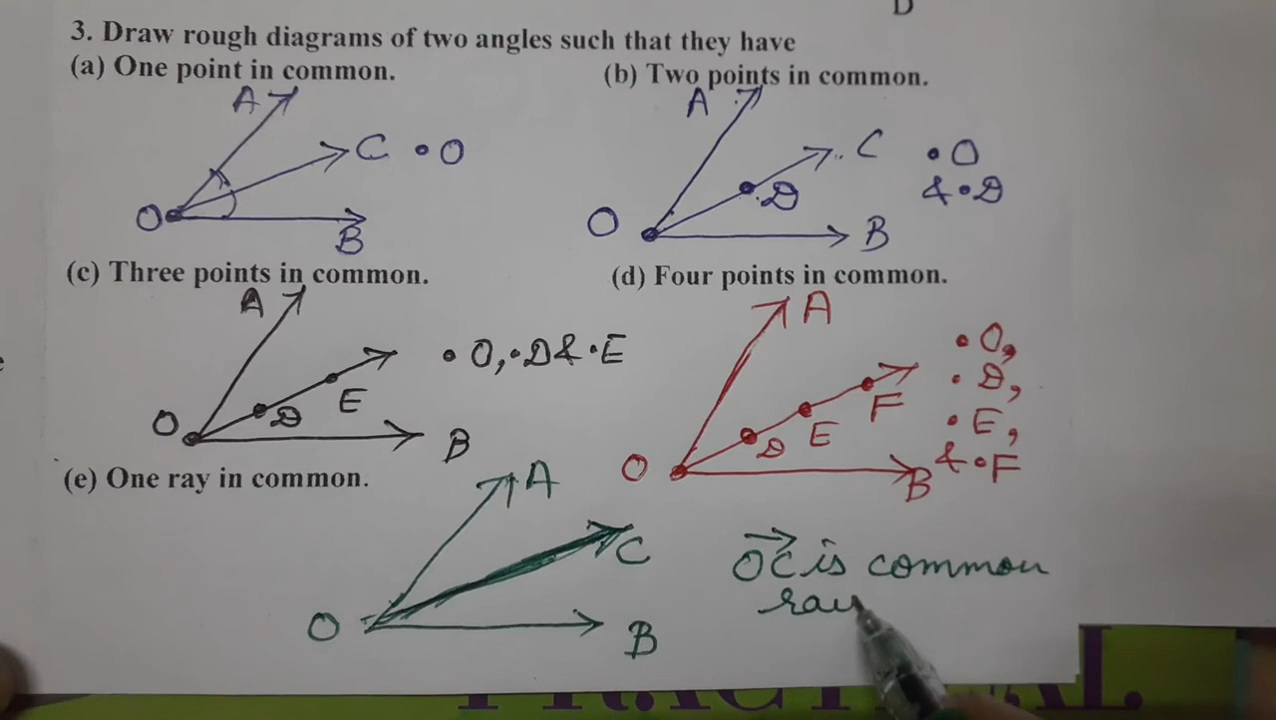 D
3. Draw rough diagrams of two angles such that they have
(a) One point in common.
A
C • O
O
B
(b) Two points in common.
A
C
• O
& • D
D
O
B
(c) Three points in common.
A
• O, • D & • E
E
D
O
B
(d) Four points in common.
A
• O,
• D,
• E,
& • F
F
E
D
O
B
(e) One ray in common.
A
C
O
B
OC is common
ray